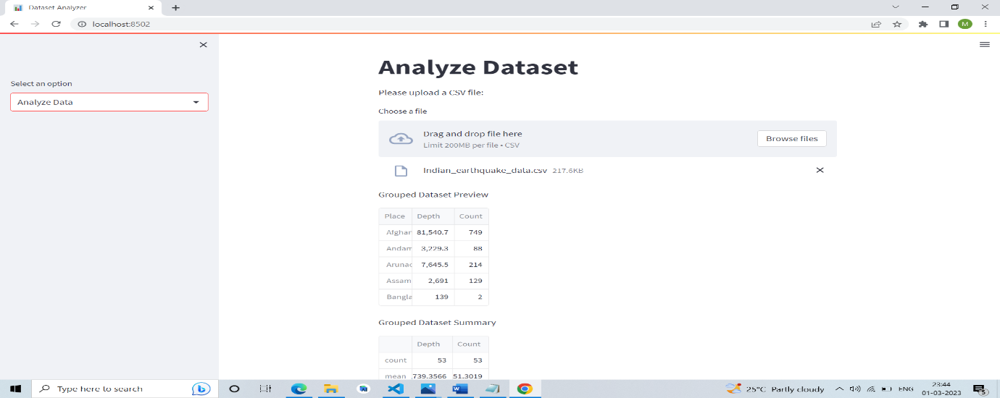 Dataset Analyzer
localhost:8502
M
Select an option
Analyze Data
Analyze Dataset
Please upload a CSV file:
Choose a file
Drag and drop file here
Limit 200MB per file • CSV
Browse files
Indian_earthquake_data.csv 217.6KB
Grouped Dataset Preview
Place Depth Count
Afghar 81,540.7 749
Andam 3,229.3 88
Arunac 7,645.5 214
Assam 2,691 129
Bangla 139 2
Grouped Dataset Summary
Depth Count
count 53 53
mean ,739.3566 51.3019
Type here to search
25°C Partly cloudy
ENG
23:44
01-03-2023
5